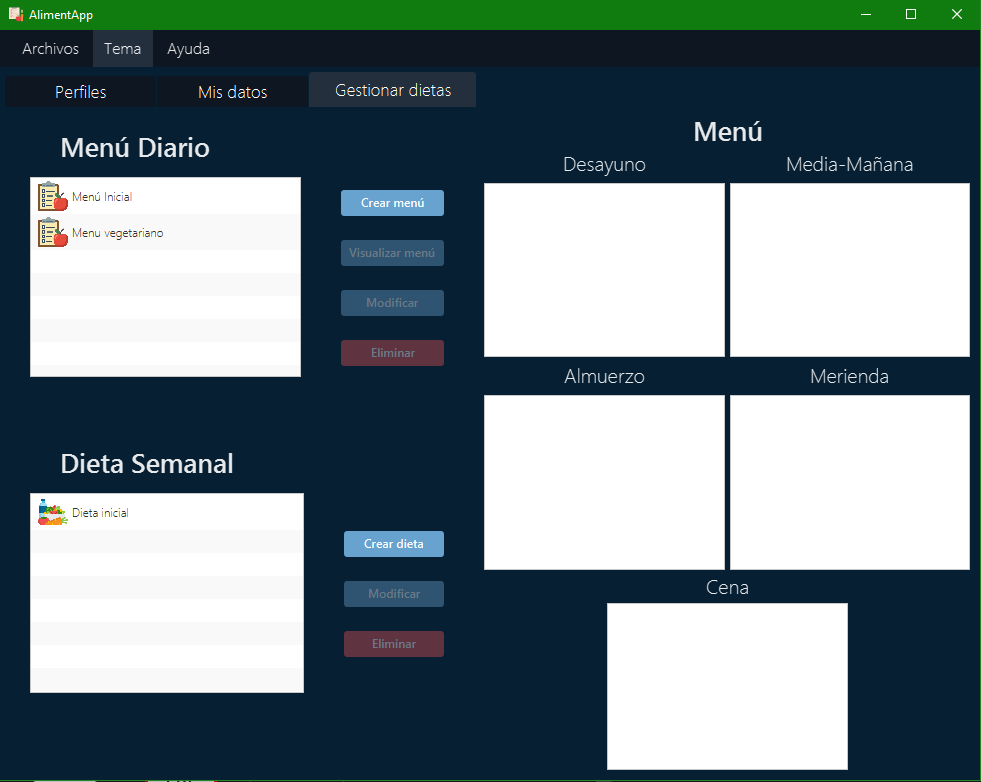 AlimentApp
Archivos Tema Ayuda
Perfiles Mis datos Gestionar dietas
Menú Diario
Menú Inicial
Menu vegetariano
Crear menú
Visualizar menú
Modificar
Eliminar
Dieta Semanal
Dieta inicial
Crear dieta
Modificar
Eliminar
Menú
Desayuno Media-Mañana
Almuerzo Merienda
Cena